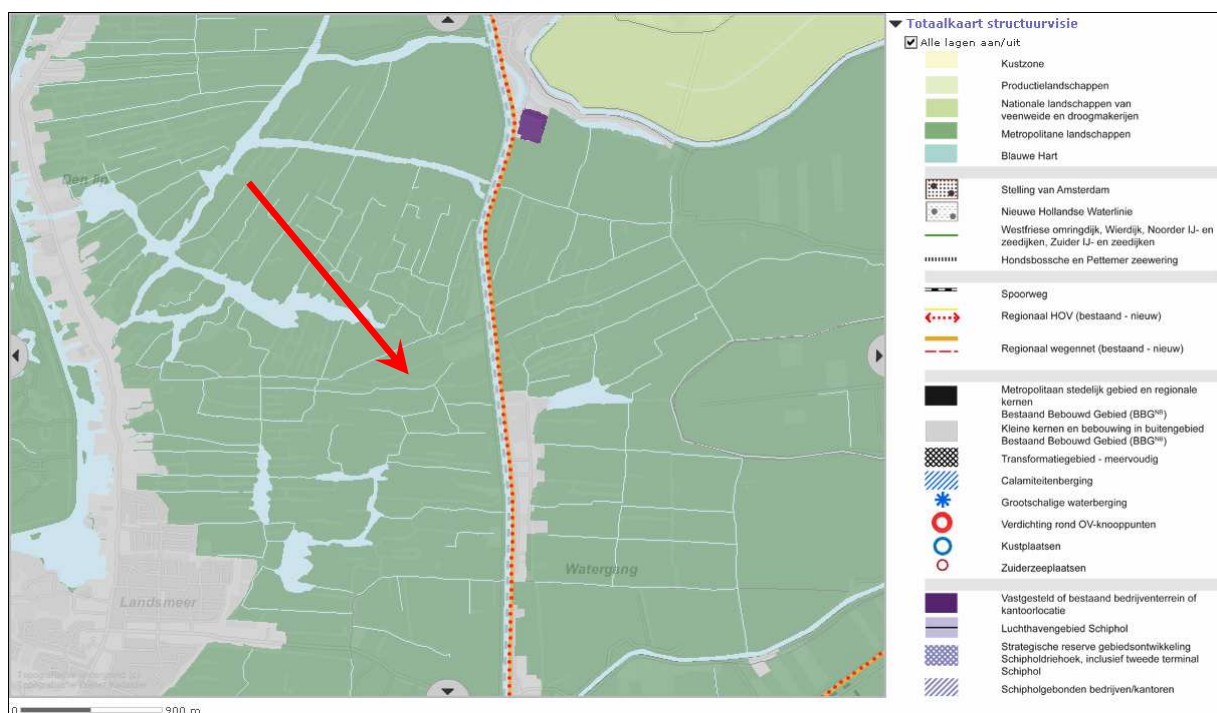 Den Ilp
Landsmeer
Watergang
0 900 m
Totaalkaart structuurvisie
Alle lagen aan/uit
Kustzone
Productielandschappen
Nationale landschappen van
veenweide en droogmakerijen
Metropolitane landschappen
Blauwe Hart
Stelling van Amsterdam
Nieuwe Hollandse Waterlinie
Westfriese omringdijk, Wierdijk, Noorder IJ- en
zeedijken, Zuider IJ- en zeedijken
Hondsbossche en Pettemer zeewering
Spoorweg
Regionaal HOV (bestaand - nieuw)
Regionaal wegennet (bestaand - nieuw)
Metropolitaan stedelijk gebied en regionale
kernen
Bestaand Bebouwd Gebied (BBGᴺᴮ)
Kleine kernen en bebouwing in buitengebied
Bestaand Bebouwd Gebied (BBGᴺᴮ)
Transformatiegebied - meervoudig
Calamiteitenberging
Grootschalige waterberging
Verdichting rond OV-knooppunten
Kustplaatsen
Zuiderzeeplaatsen
Vastgesteld of bestaand bedrijventerrein of
kantoorlocatie
Luchthavengebied Schiphol
Strategische reserve gebiedsontwikkeling
Schipholdriehoek, inclusief tweede terminal
Schiphol
Schipholgebonden bedrijven/kantoren